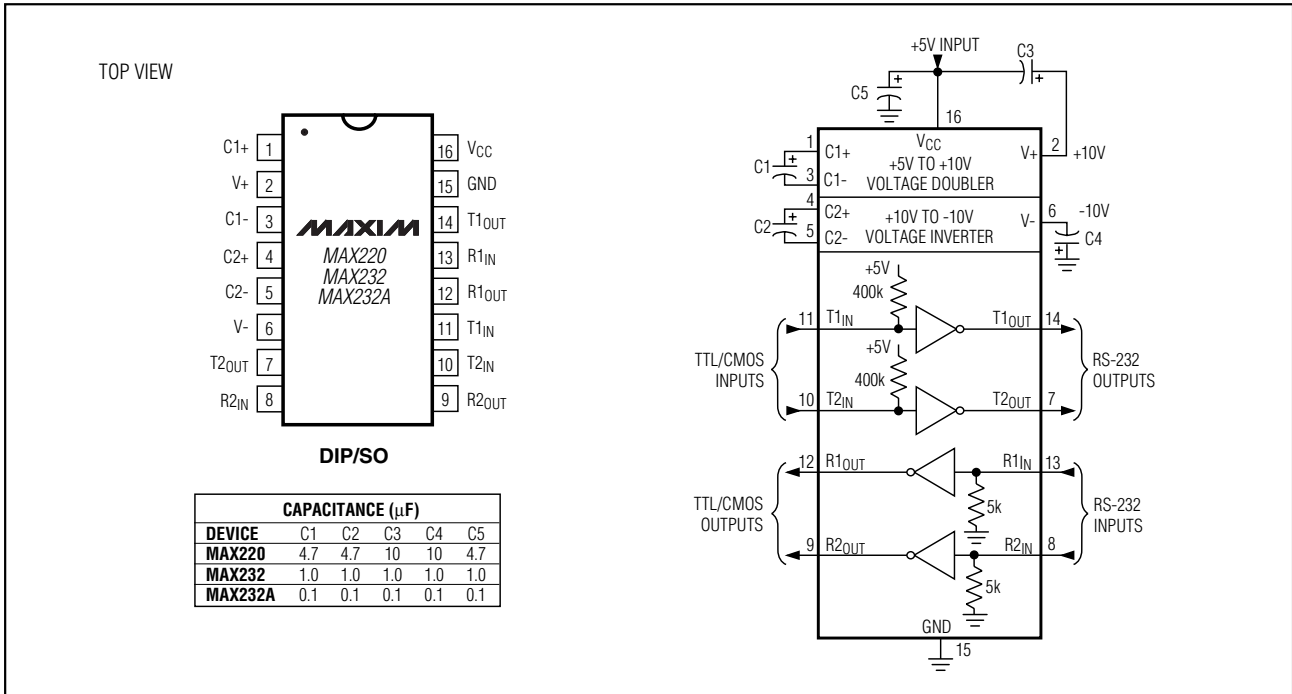 TOP VIEW
C1+ 1
V+ 2
C1- 3
C2+ 4
C2- 5
V- 6
T2OUT 7
R2IN 8
16 VCC
15 GND
14 T1OUT
13 R1IN
12 R1OUT
11 T1IN
10 T2IN
9 R2OUT
MAXIM
MAX220
MAX232
MAX232A
DIP/SO
CAPACITANCE (µF)
DEVICE C1 C2 C3 C4 C5
MAX220 4.7 4.7 10 10 4.7
MAX232 1.0 1.0 1.0 1.0 1.0
MAX232A 0.1 0.1 0.1 0.1 0.1
+5V INPUT
C3
+
+
C5
16
VCC
1
C1+
+
C1
3
C1-
+5V TO +10V
VOLTAGE DOUBLER
V+
2
+10V
4
C2+
+
C2
5
C2-
+10V TO -10V
VOLTAGE INVERTER
V-
6
-10V
C4
+
+5V
400k
11 T1IN
T1OUT 14
+5V
400k
10 T2IN
T2OUT 7
TTL/CMOS
INPUTS
RS-232
OUTPUTS
12 R1OUT
R1IN 13
5k
9 R2OUT
R2IN 8
5k
TTL/CMOS
OUTPUTS
RS-232
INPUTS
GND
15